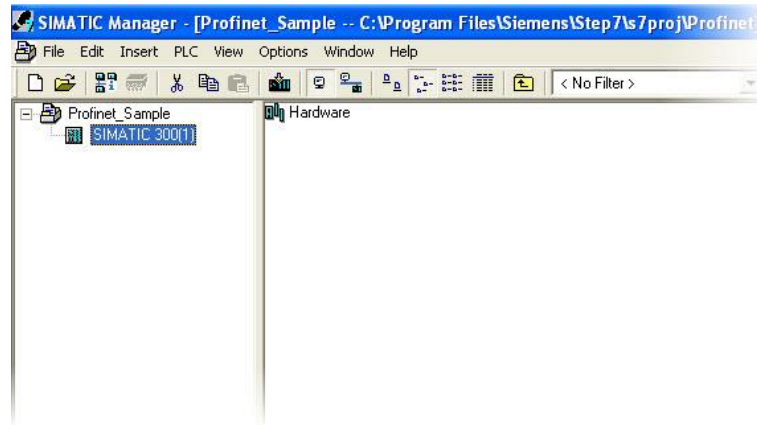 SIMATIC Manager - [Profinet_Sample -- C:\Program Files\Siemens\Step7\s7proj\Profinet
File Edit Insert PLC View Options Window Help
< No Filter >
Profinet_Sample
SIMATIC 300(1)
Hardware